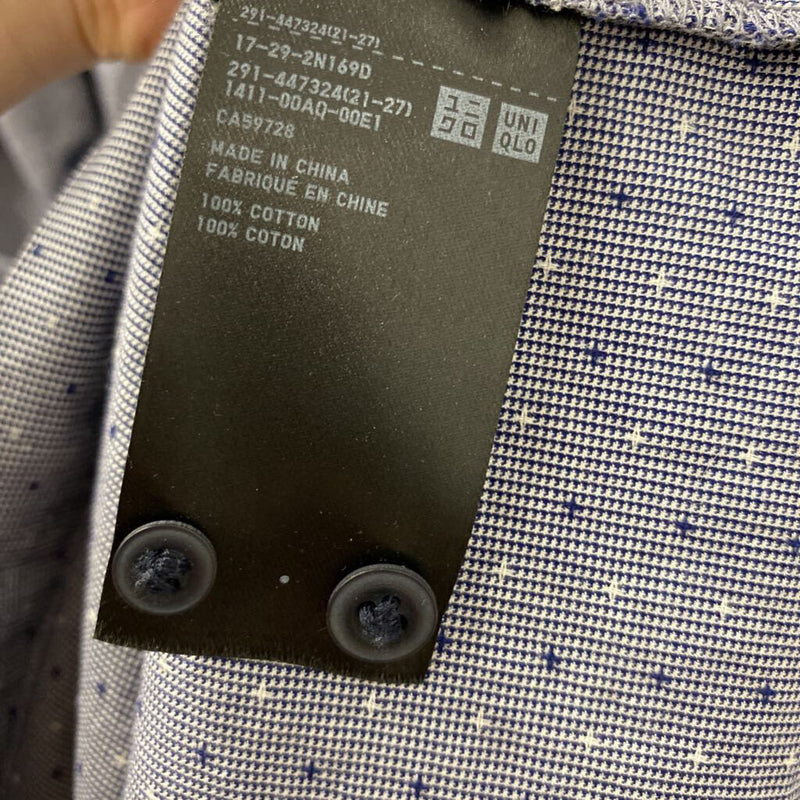 291-447324(21-27)
17-29-2N169D
291-447324(21-27)
1411-00AQ-00E1
CA59728
MADE IN CHINA
FABRIQUÉ EN CHINE
100% COTTON
100% COTON
ユニ
クロ
UNI
QLO